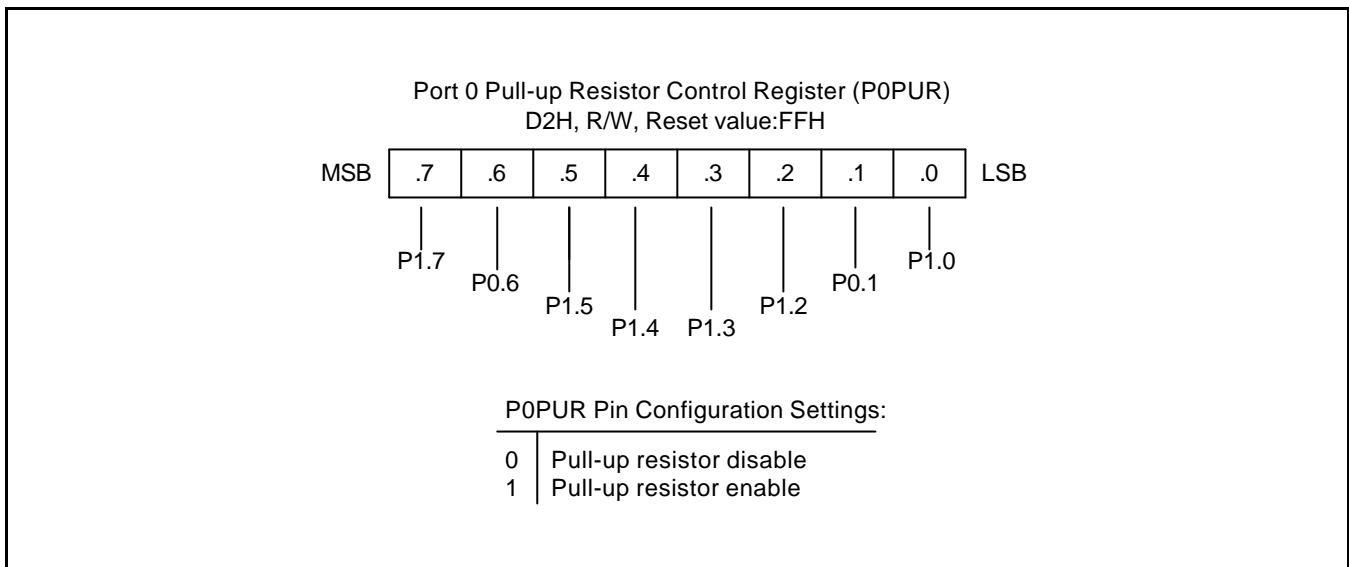 Port 0 Pull-up Resistor Control Register (P0PUR)
D2H, R/W, Reset value:FFH
MSB .7 .6 .5 .4 .3 .2 .1 .0 LSB
P1.7 P0.6 P1.5 P1.4 P1.3 P1.2 P0.1 P1.0
P0PUR Pin Configuration Settings:
0 Pull-up resistor disable
1 Pull-up resistor enable